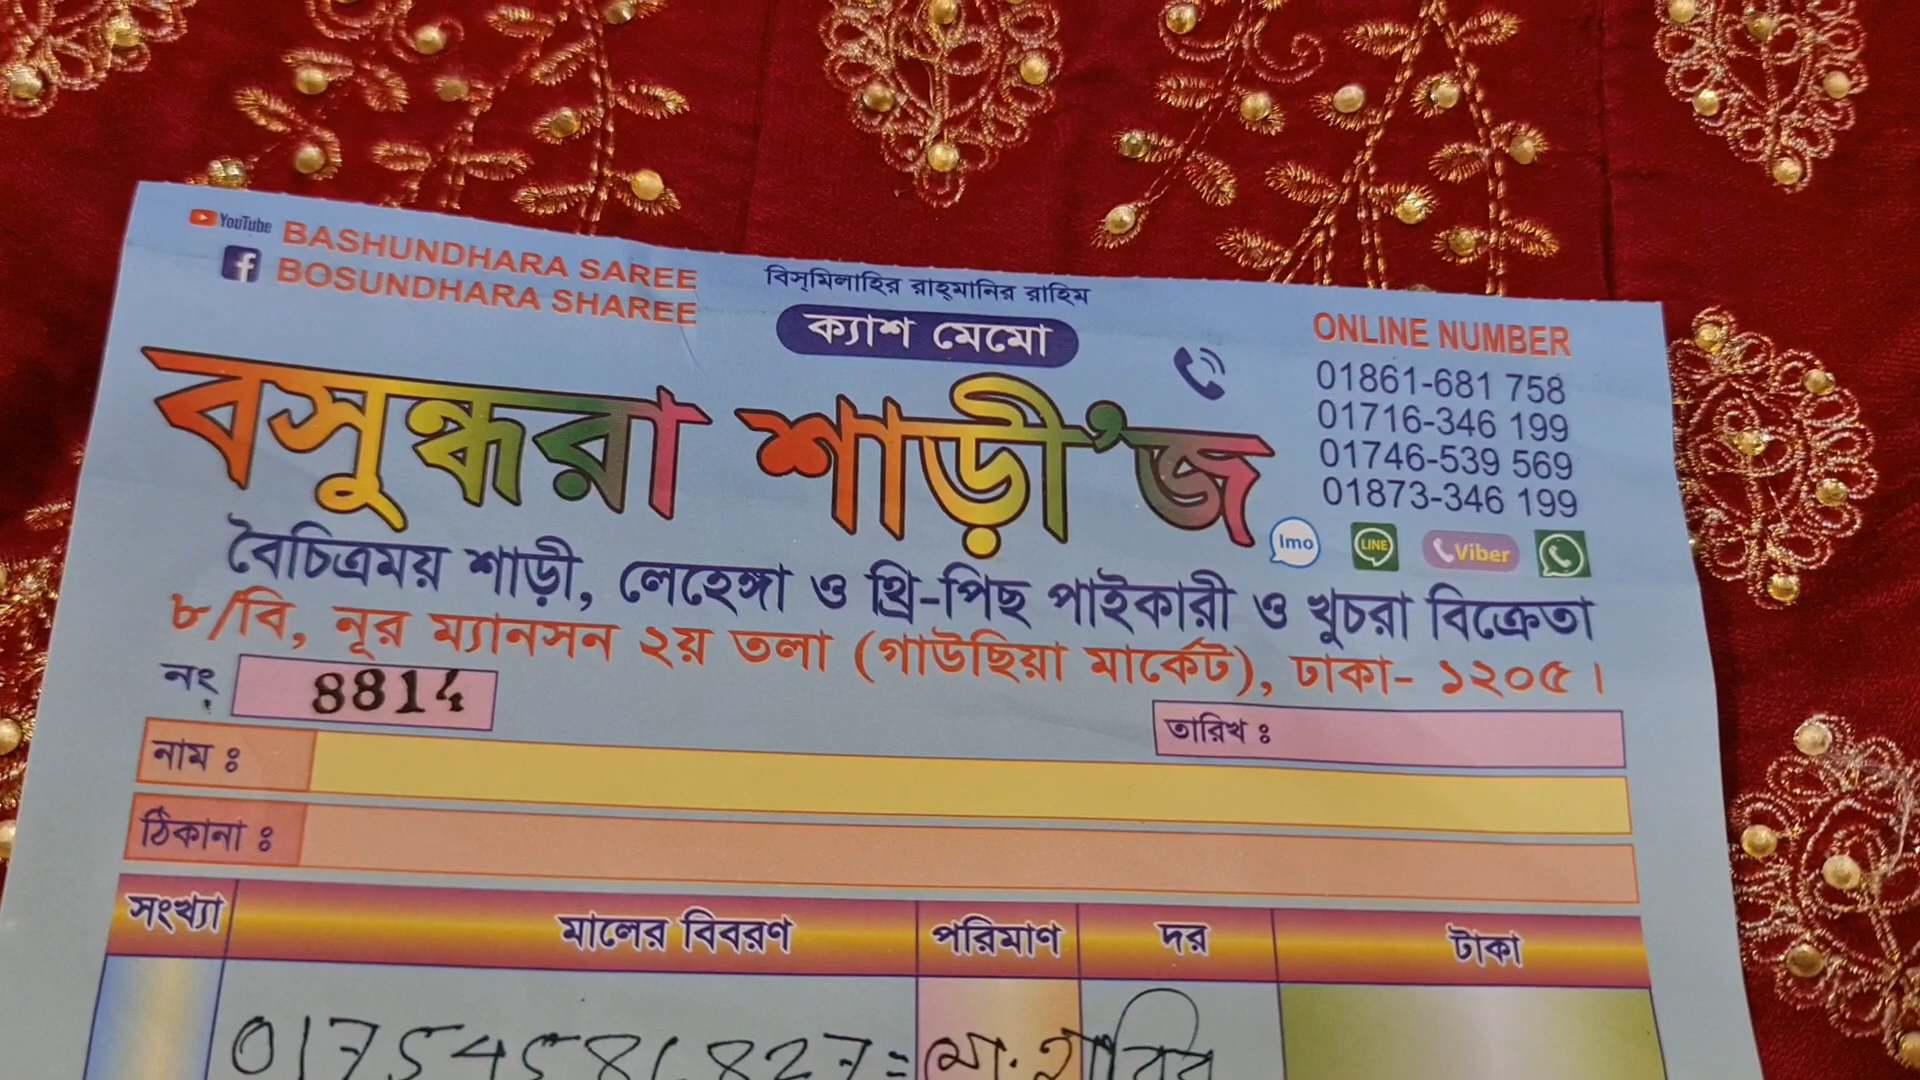 YouTube BASHUNDHARA SAREE
BOSUNDHARA SHAREE
বিস্‌মিলাহির রাহ্‌মানির রাহিম
ক্যাশ মেমো
ONLINE NUMBER
01861-681 758
01716-346 199
01746-539 569
01873-346 199
বসুন্ধরা শাড়ী'জ
Imo LINE Viber
বৈচিত্রময় শাড়ী, লেহেঙ্গা ও থ্রি-পিছ পাইকারী ও খুচরা বিক্রেতা
৮/বি, নূর ম্যানসন ২য় তলা (গাউছিয়া মার্কেট), ঢাকা- ১২০৫।
নং 8814
তারিখ ঃ
নাম ঃ
ঠিকানা ঃ
সংখ্যা মালের বিবরণ পরিমাণ দর টাকা